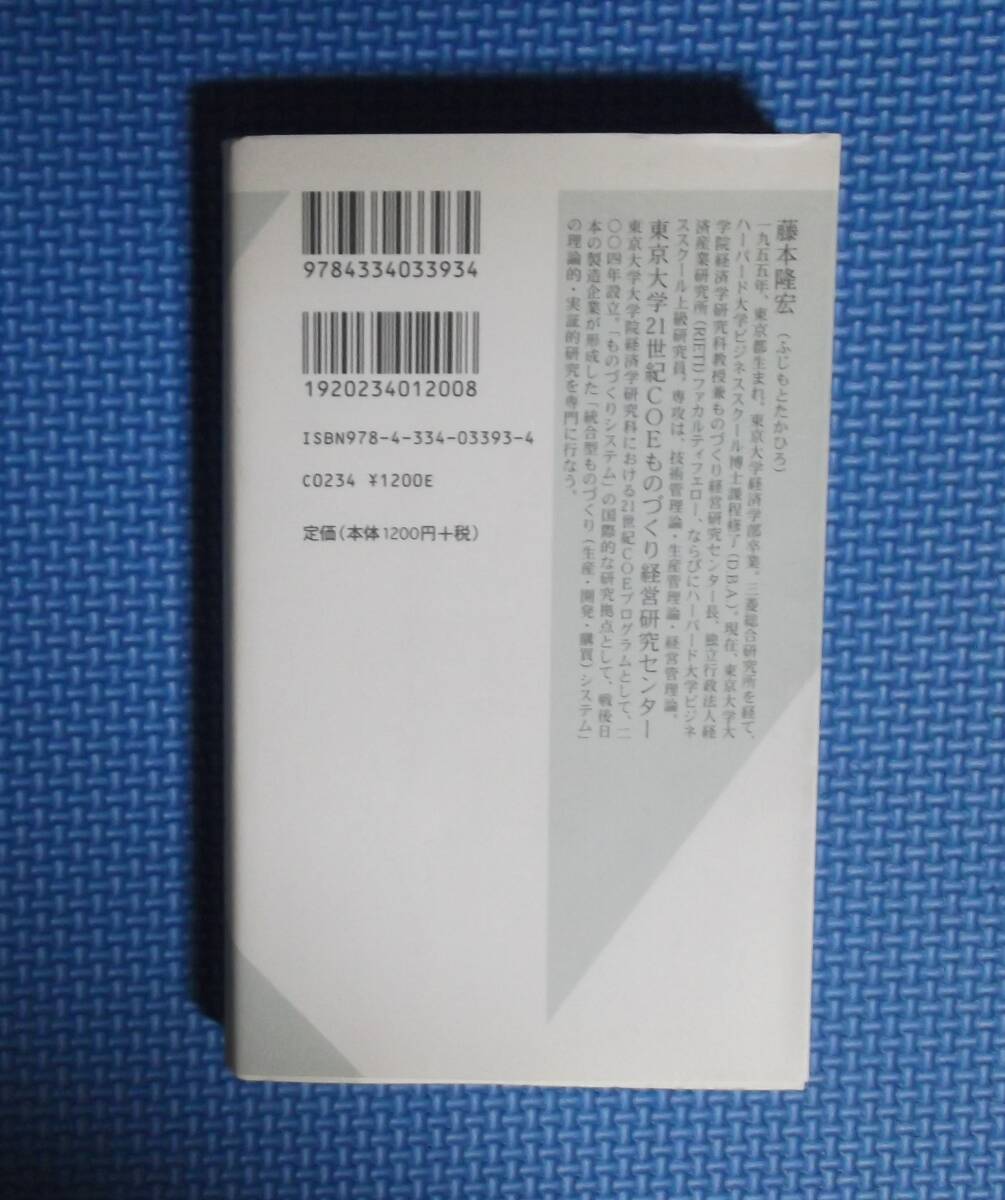 9784334033934
1920234012008
ISBN978-4-334-03393-4
C0234 ¥1200E
定価(本体1200円+税)
藤本隆宏(ふじもとたかひろ)
一九五五年、東京都生まれ。東京大学経済学部卒業。三菱総合研究所を経て、
ハーバード大学ビジネススクール博士課程修了(D.B.A)。現在、東京大学大
学院経済学研究科教授兼ものづくり経営研究センター長、独立行政法人経
済産業研究所(RIETI)ファカルティフェロー、ならびにハーバード大学ビジネ
ススクール上級研究員。専攻は、技術管理論・生産管理論・経営管理論。
東京大学21世紀COEものづくり経営研究センター
東京大学大学院経済学研究科における21世紀COEプログラムとして、二
〇〇四年設立。「ものづくりシステム」の国際的な研究拠点として、戦後日
本の製造企業が形成した「統合型ものづくり(生産・開発・購買)システム」
の理論的・実証的研究を専門に行なう。